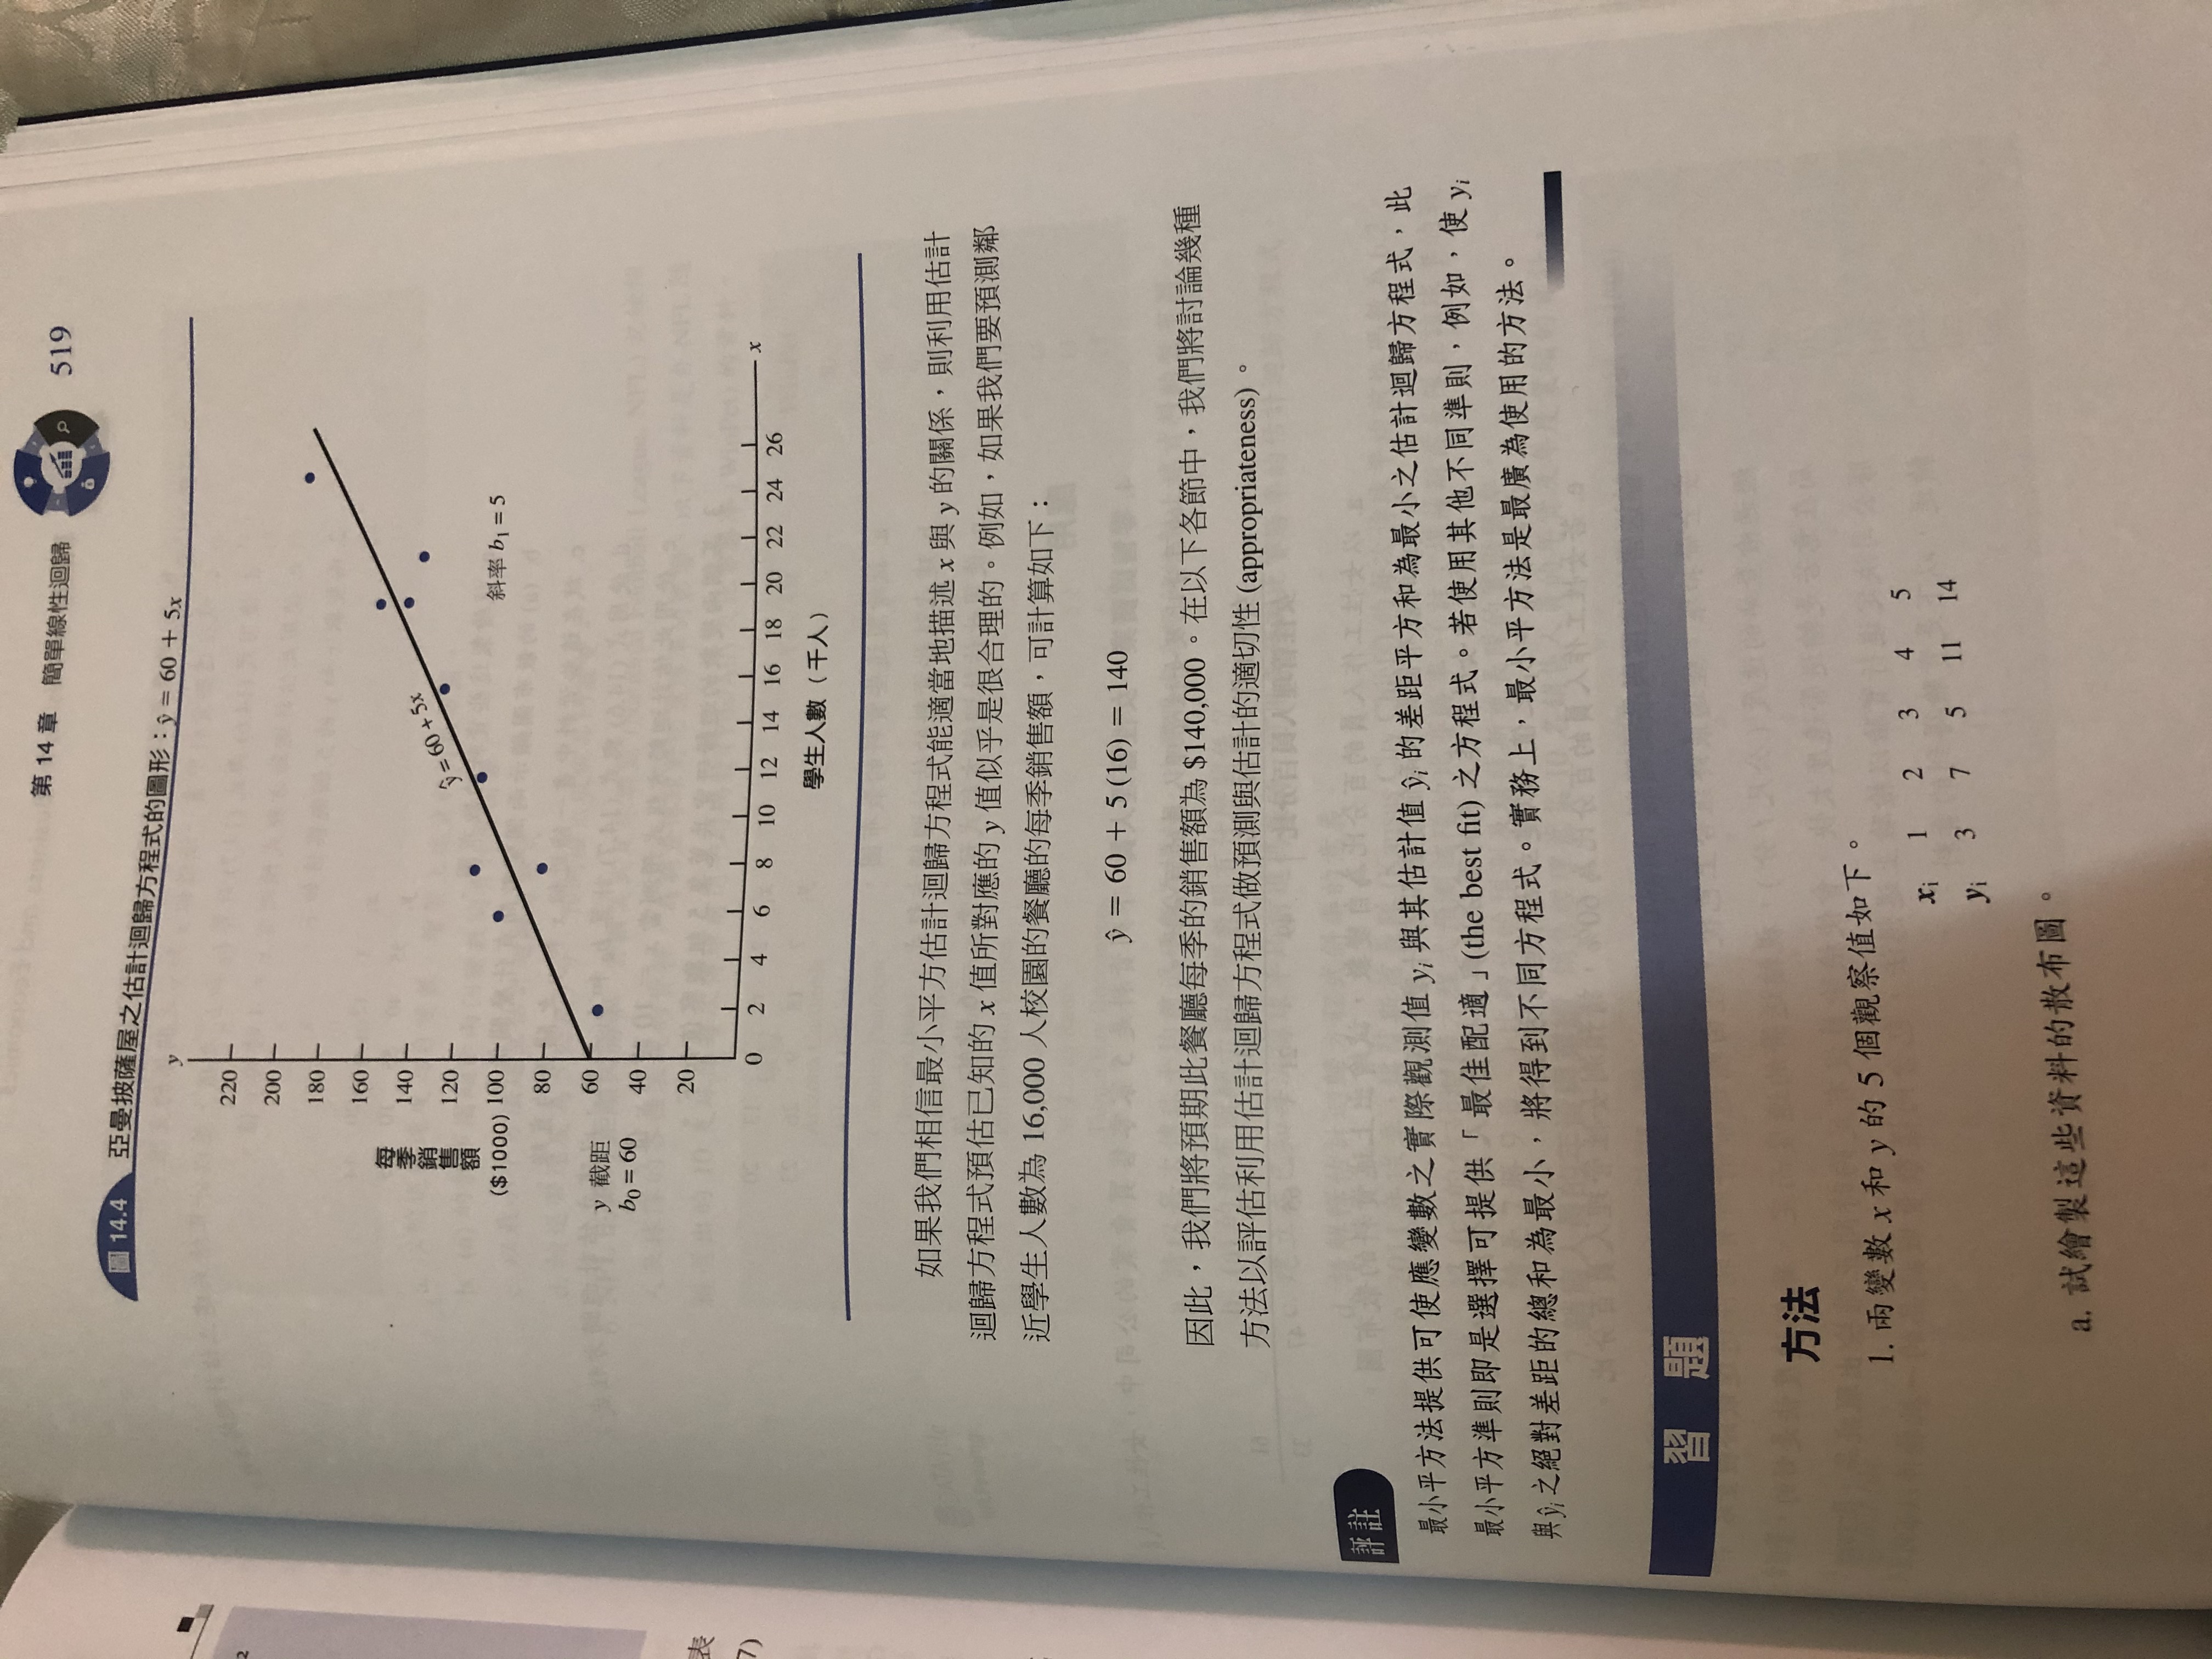 第 14 章 簡單線性迴歸 519
圖 14.4 亞曼披薩屋之估計迴歸方程式的圖形：ŷ = 60 + 5x
y
220
200
180
160
140
120
100
80
60
40
20
每季銷售額
($1000)
ŷ = 60 + 5x
斜率 b₁ = 5
y 截距
b₀ = 60
0 2 4 6 8 10 12 14 16 18 20 22 24 26 x
學生人數（千人）
如果我們相信最小平方估計迴歸方程式能適當地描述 x 與 y 的關係，則利用估計
迴歸方程式預估已知的 x 值所對應的 y 值似乎是很合理的。例如，如果我們要預測鄰
近學生人數為 16,000 人校園的餐廳的每季銷售額，可計算如下：
ŷ = 60 + 5 (16) = 140
因此，我們將預期此餐廳每季的銷售額為 $140,000。在以下各節中，我們將討論幾種
方法以評估利用估計迴歸方程式做預測與估計的適切性 (appropriateness)。
評註
最小平方法提供可使應變數之實際觀測值 yᵢ 與其估計值 ŷᵢ 的差距平方和為最小之估計迴歸方程式，此
最小平方準則即是選擇可提供「最佳配適」(the best fit) 之方程式。若使用其他不同準則，例如，使 yᵢ
與 ŷᵢ 之絕對差距的總和為最小，將得到不同方程式。實務上，最小平方法是最廣為使用的方法。
習 題
方法
1. 兩變數 x 和 y 的 5 個觀察值如下。
xᵢ 1 2 3 4 5
yᵢ 3 7 5 11 14
a. 試繪製這些資料的散布圖。
表
7)
2